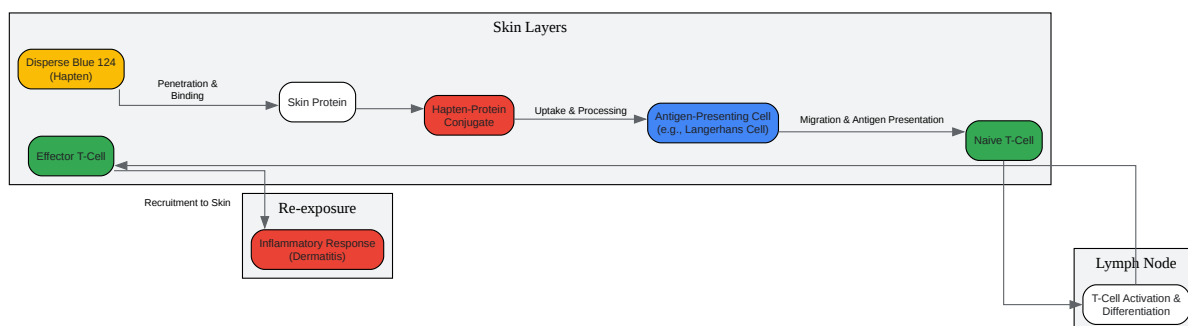 Skin Layers
Disperse Blue 124
(Hapten)
Penetration &
Binding
Skin Protein
Hapten-Protein
Conjugate
Uptake & Processing
Antigen-Presenting Cell
(e.g., Langerhans Cell)
Migration & Antigen Presentation
Naive T-Cell
Effector T-Cell
Recruitment to Skin
Re-exposure
Inflammatory Response
(Dermatitis)
Lymph Node
T-Cell Activation &
Differentiation